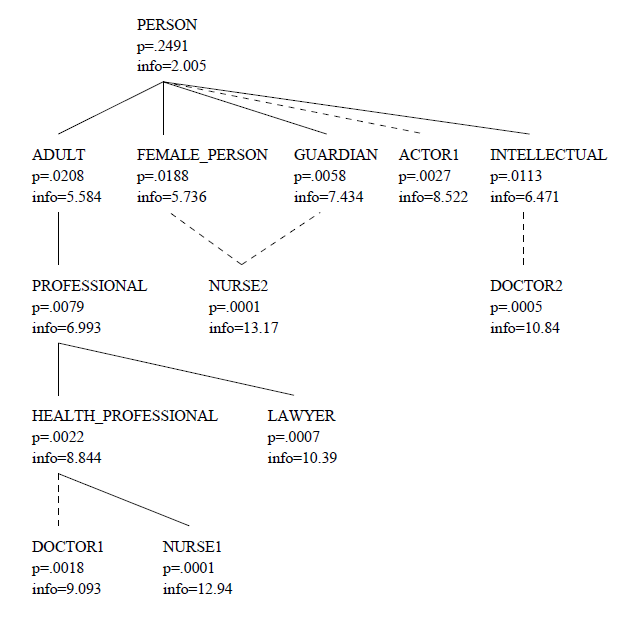 PERSON
p=.2491
info=2.005
ADULT
p=.0208
info=5.584
FEMALE_PERSON
p=.0188
info=5.736
GUARDIAN
p=.0058
info=7.434
ACTOR1
p=.0027
info=8.522
INTELLECTUAL
p=.0113
info=6.471
PROFESSIONAL
p=.0079
info=6.993
NURSE2
p=.0001
info=13.17
DOCTOR2
p=.0005
info=10.84
HEALTH_PROFESSIONAL
p=.0022
info=8.844
LAWYER
p=.0007
info=10.39
DOCTOR1
p=.0018
info=9.093
NURSE1
p=.0001
info=12.94